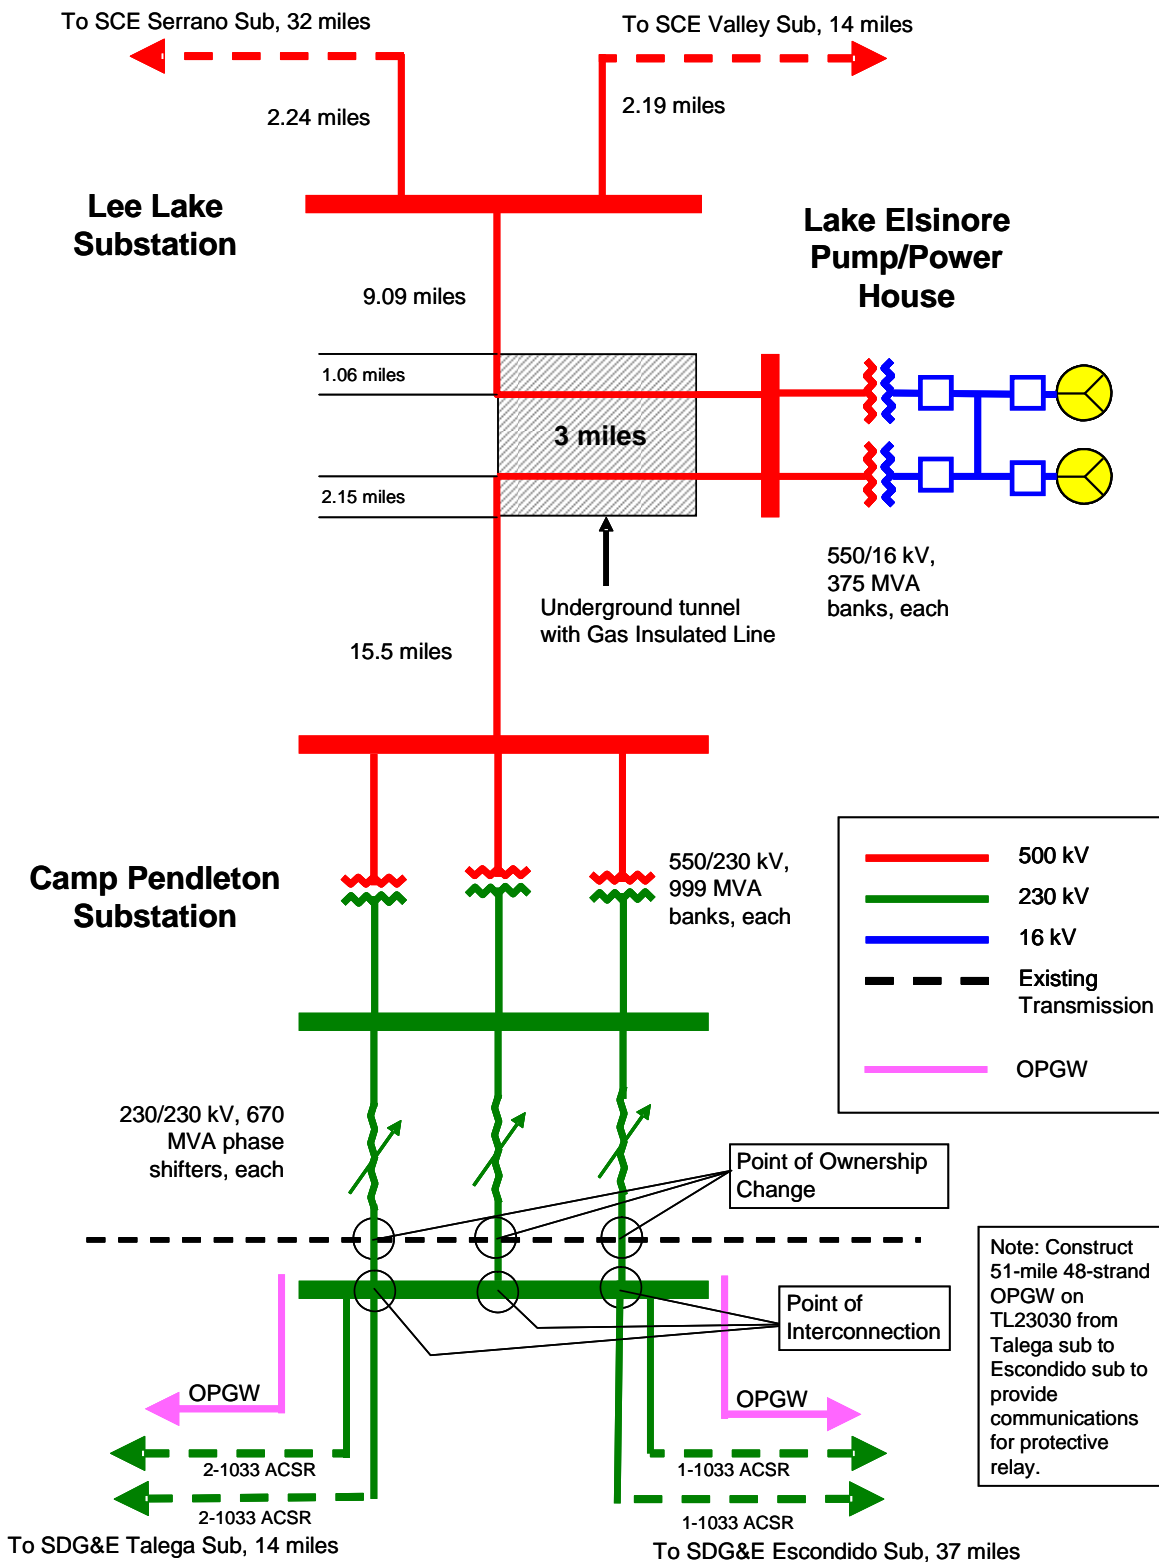 To SCE Serrano Sub, 32 miles
To SCE Valley Sub, 14 miles
2.24 miles
2.19 miles
Lee Lake
Substation
Lake Elsinore
Pump/Power
House
9.09 miles
1.06 miles
3 miles
2.15 miles
550/16 kV,
375 MVA
banks, each
Underground tunnel
with Gas Insulated Line
15.5 miles
Camp Pendleton
Substation
550/230 kV,
999 MVA
banks, each
500 kV
230 kV
16 kV
Existing
Transmission
OPGW
230/230 kV, 670
MVA phase
shifters, each
Point of Ownership
Change
Point of
Interconnection
Note: Construct
51-mile 48-strand
OPGW on
TL23030 from
Talega sub to
Escondido sub to
provide
communications
for protective
relay.
OPGW
OPGW
2-1033 ACSR
1-1033 ACSR
2-1033 ACSR
1-1033 ACSR
To SDG&E Talega Sub, 14 miles
To SDG&E Escondido Sub, 37 miles